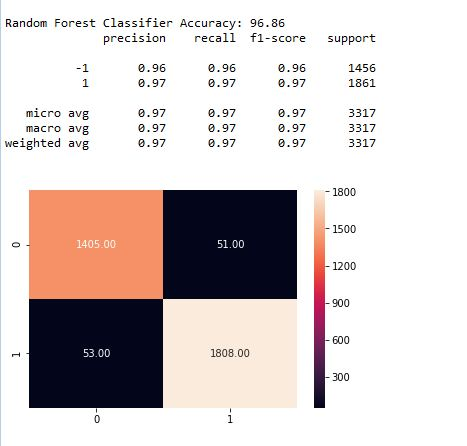 Random Forest Classifier Accuracy: 96.86
precision recall f1-score support
-1 0.96 0.96 0.96 1456
1 0.97 0.97 0.97 1861
micro avg 0.97 0.97 0.97 3317
macro avg 0.97 0.97 0.97 3317
weighted avg 0.97 0.97 0.97 3317
1800
1500
1200
900
600
300
0
1405.00 51.00
1
53.00 1808.00
0 1